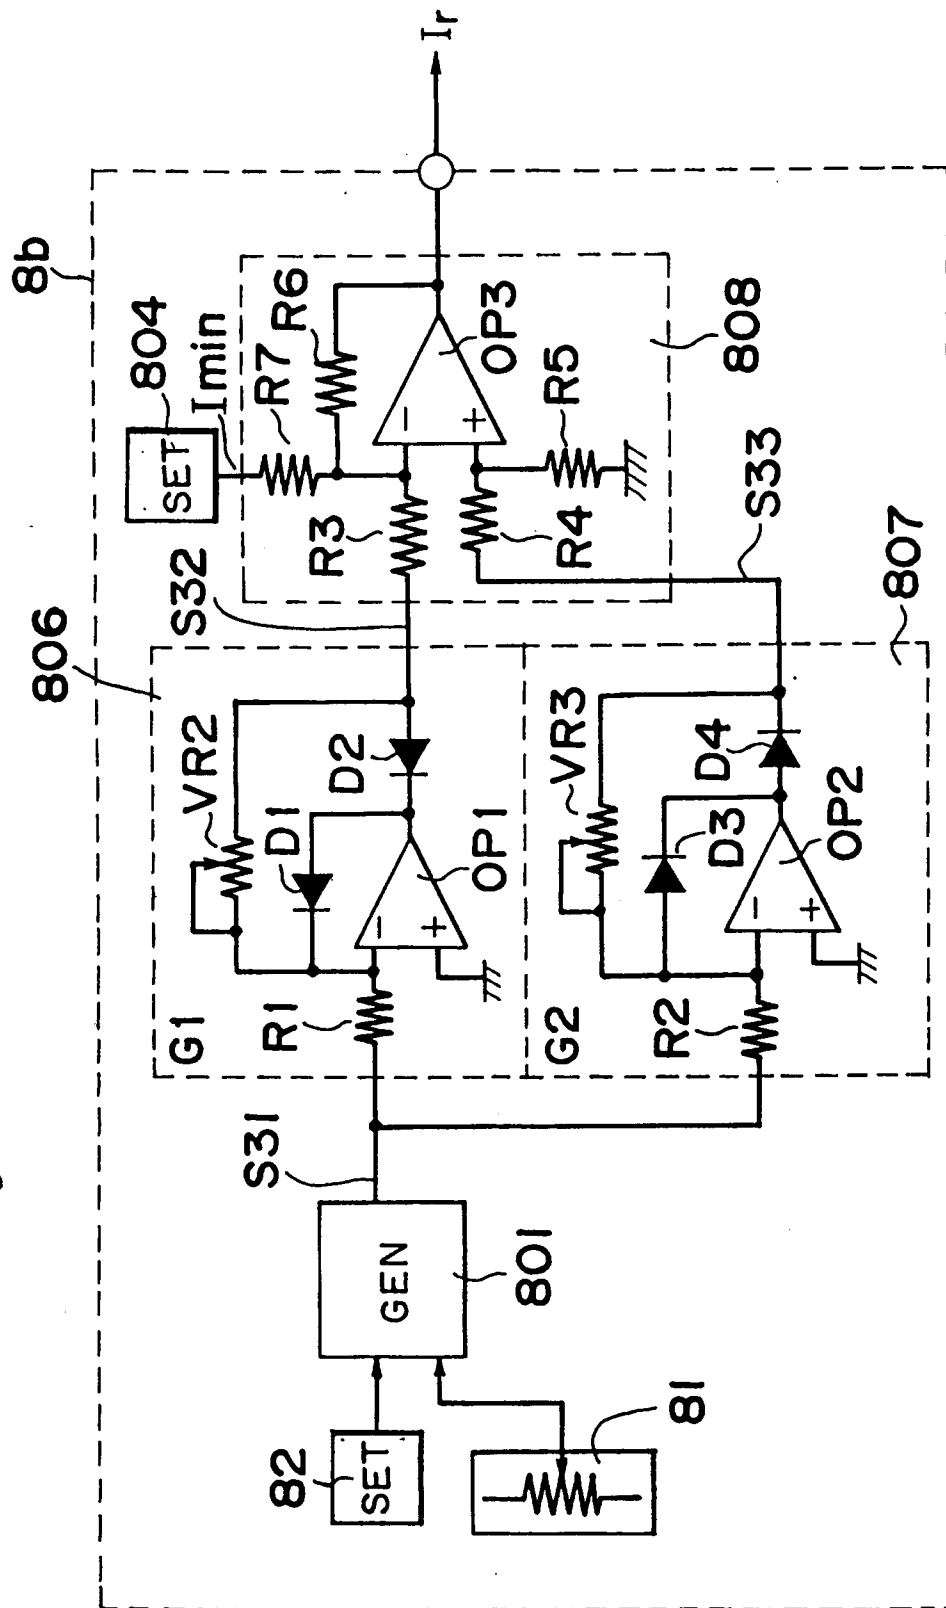 8b
804
SET
Imin
R7
R6
Ir
806
S32
VR2
D1
D2
OP1
R1
G1
R3
R4
R5
OP3
808
-
+
-
+
S31
GEN
801
82
SET
81
G2
R2
VR3
D3
D4
OP2
-
+
S33
807